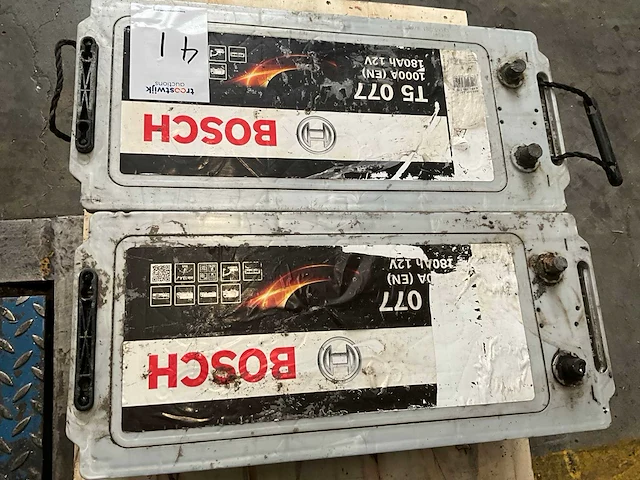 41
troostwijk
auctions
T5 077
1000A (EN)
180Ah 12V
BOSCH
077
0A (EN)
180Ah 12V
BOSCH